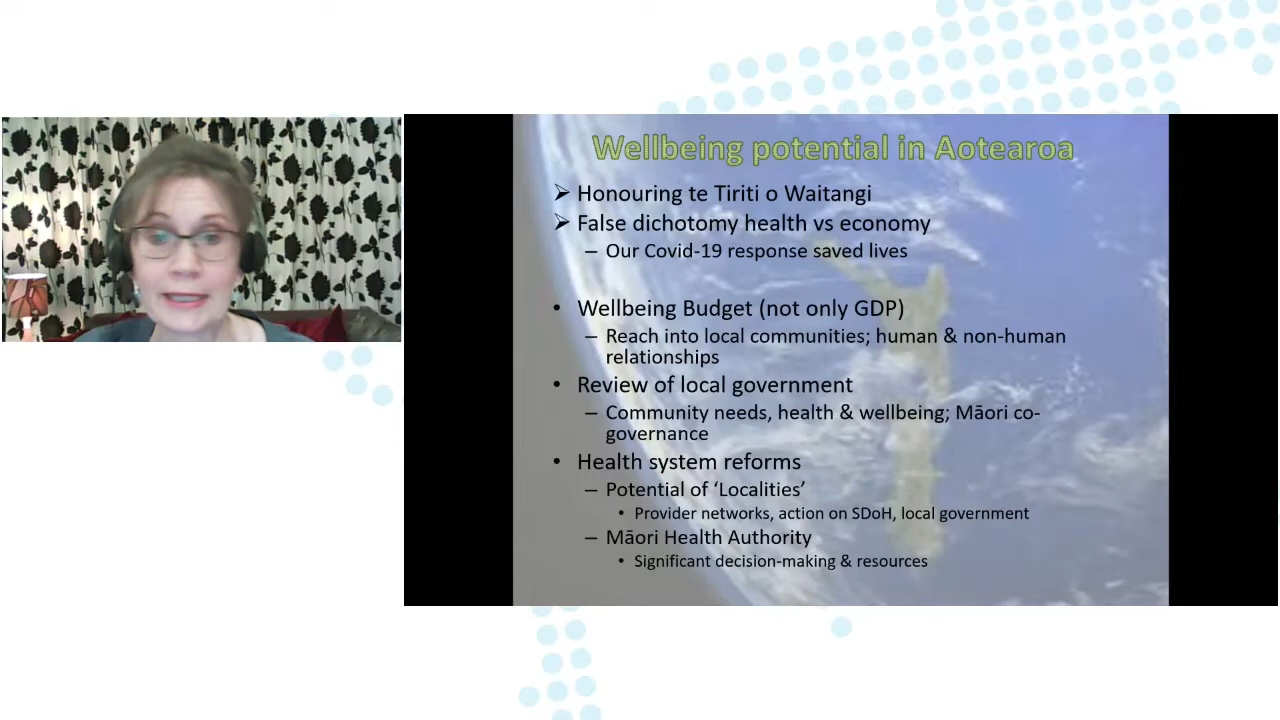 Wellbeing potential in Aotearoa
➢ Honouring te Tiriti o Waitangi
➢ False dichotomy health vs economy
– Our Covid-19 response saved lives
• Wellbeing Budget (not only GDP)
– Reach into local communities; human & non-human
relationships
• Review of local government
– Community needs, health & wellbeing; Māori co-
governance
• Health system reforms
– Potential of ‘Localities’
• Provider networks, action on SDoH, local government
– Māori Health Authority
• Significant decision-making & resources